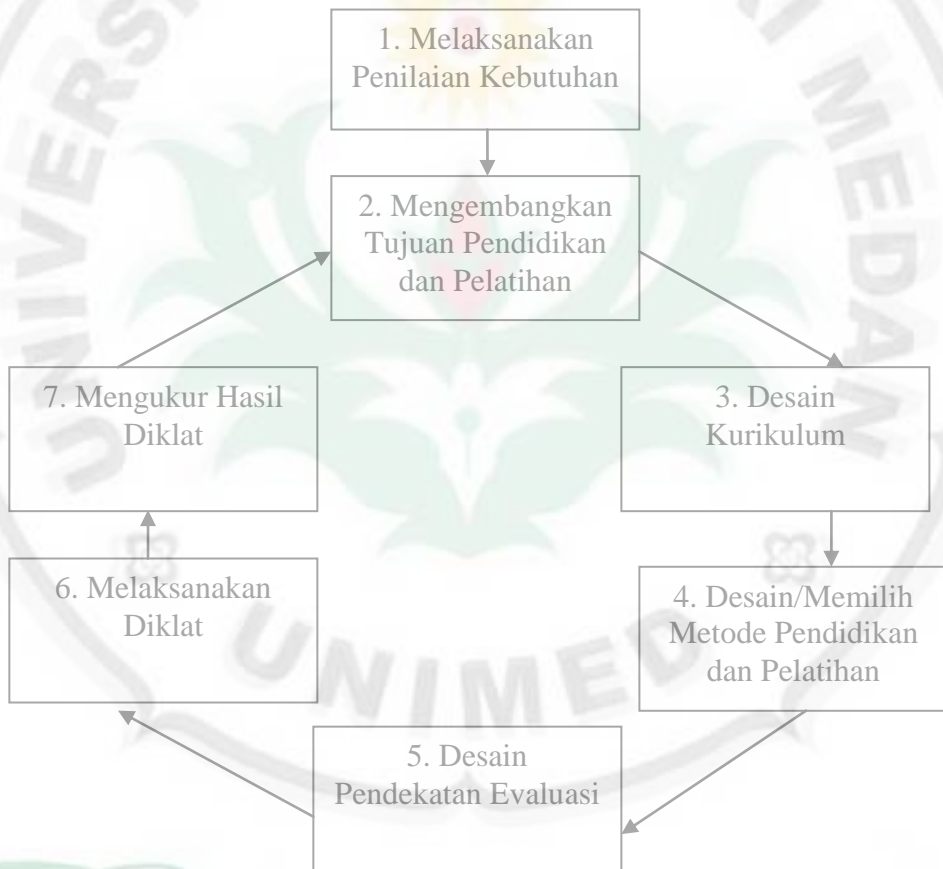 1. Melaksanakan
Penilaian Kebutuhan
2. Mengembangkan
Tujuan Pendidikan
dan Pelatihan
3. Desain
Kurikulum
4. Desain/Memilih
Metode Pendidikan
dan Pelatihan
5. Desain
Pendekatan Evaluasi
6. Melaksanakan
Diklat
7. Mengukur Hasil
Diklat
UNIMED